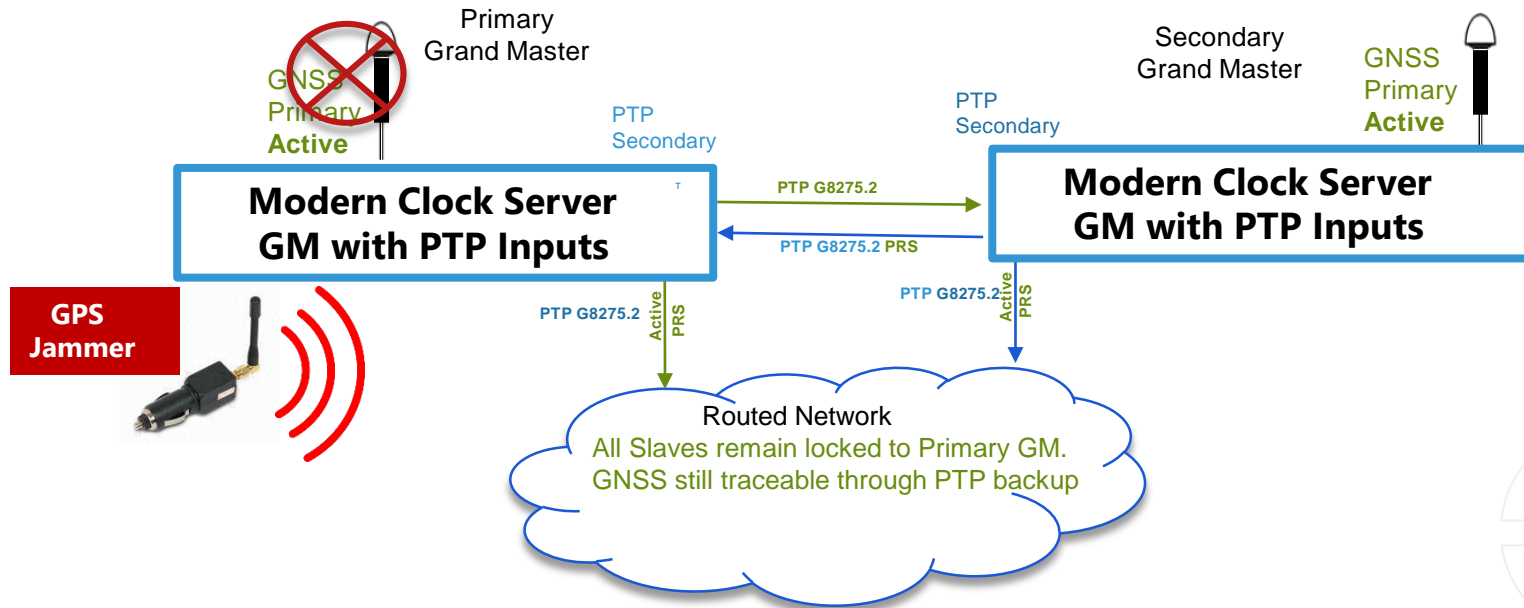 Primary
Grand Master
GNSS
Primary
Active
PTP
Secondary
Secondary
Grand Master
PTP
Secondary
GNSS
Primary
Active
T
Modern Clock Server
GM with PTP Inputs
PTP G8275.2
PTP G8275.2 PRS
Modern Clock Server
GM with PTP Inputs
GPS
Jammer
PTP G8275.2
Active
PRS
PTP G8275.2
Active
PRS
Routed Network
All Slaves remain locked to Primary GM.
GNSS still traceable through PTP backup